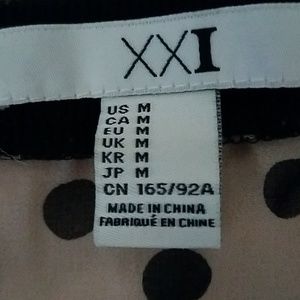 XXI
US M
CA M
EU M
UK M
KR M
JP M
CN 165/92A
MADE IN CHINA
FABRIQUÉ EN CHINE